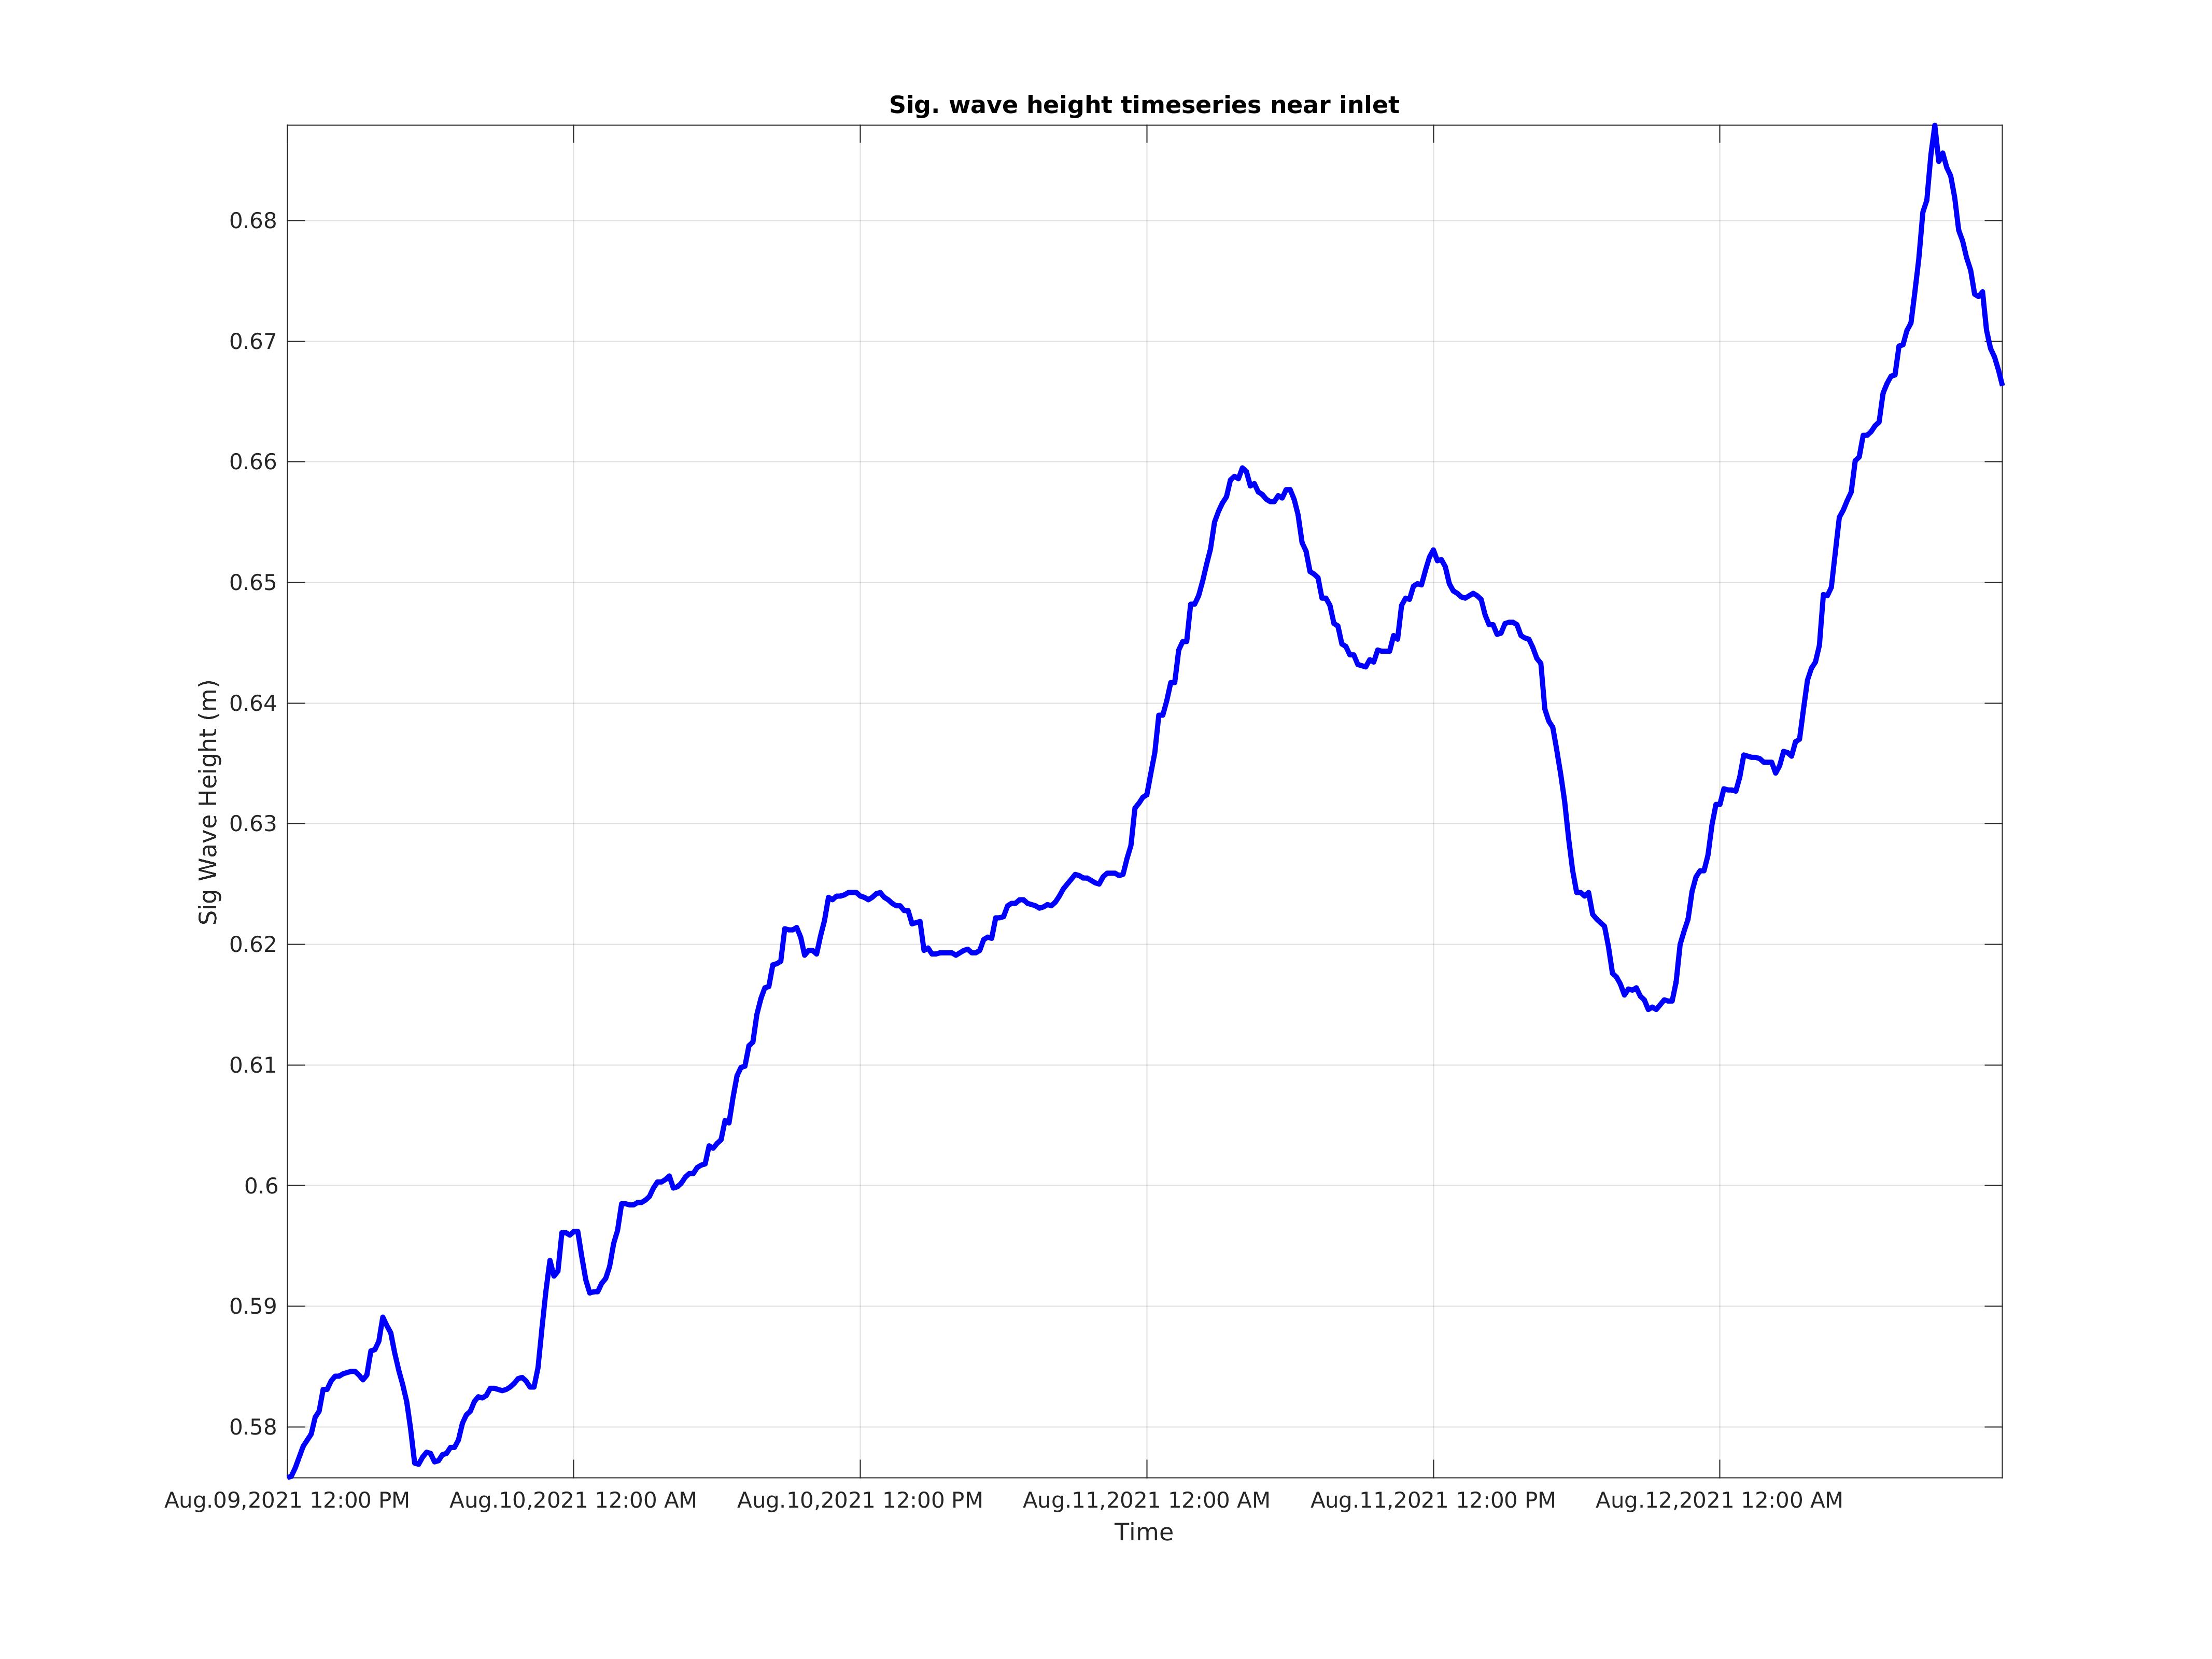 Sig. wave height timeseries near inlet
0.68
0.67
0.66
0.65
0.64
0.63
0.62
0.61
0.6
0.59
0.58
Sig Wave Height (m)
Aug.09,2021 12:00 PM Aug.10,2021 12:00 AM Aug.10,2021 12:00 PM Aug.11,2021 12:00 AM Aug.11,2021 12:00 PM Aug.12,2021 12:00 AM
Time